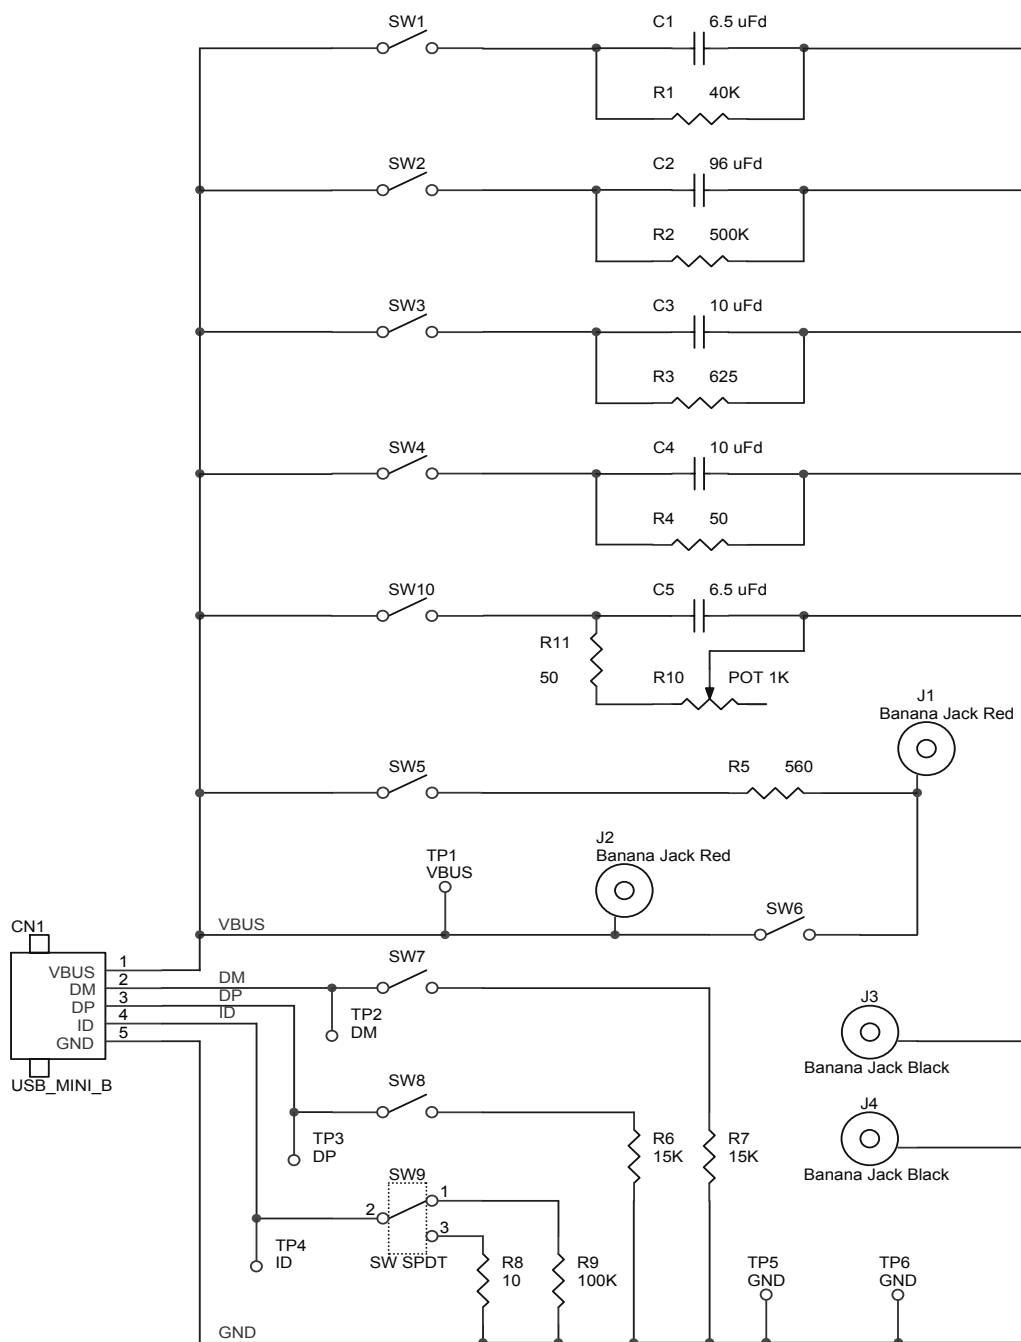 SW1
C1 6.5 uFd
R1 40K
SW2
C2 96 uFd
R2 500K
SW3
C3 10 uFd
R3 625
SW4
C4 10 uFd
R4 50
SW10
C5 6.5 uFd
R11
50
R10 POT 1K
J1
Banana Jack Red
SW5
R5 560
J2
Banana Jack Red
TP1
VBUS
SW6
CN1
VBUS
VBUS 1
DM 2 DM
DP 3 DP
ID 4 ID
GND 5
USB_MINI_B
SW7
TP2
DM
J3
Banana Jack Black
SW8
TP3
DP
R6
15K
R7
15K
J4
Banana Jack Black
SW9
1
2
3
SW SPDT
TP4
ID
R8
10
R9
100K
TP5
GND
TP6
GND
GND